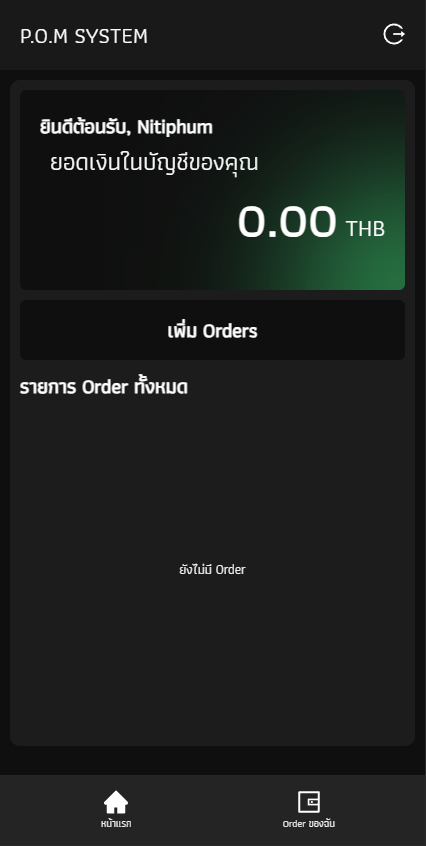 P.O.M SYSTEM
ยินดีต้อนรับ, Nitiphum
ยอดเงินในบัญชีของคุณ
0.00 THB
เพิ่ม Orders
รายการ Order ทั้งหมด
ยังไม่มี Order
หน้าแรก
Order ของฉัน